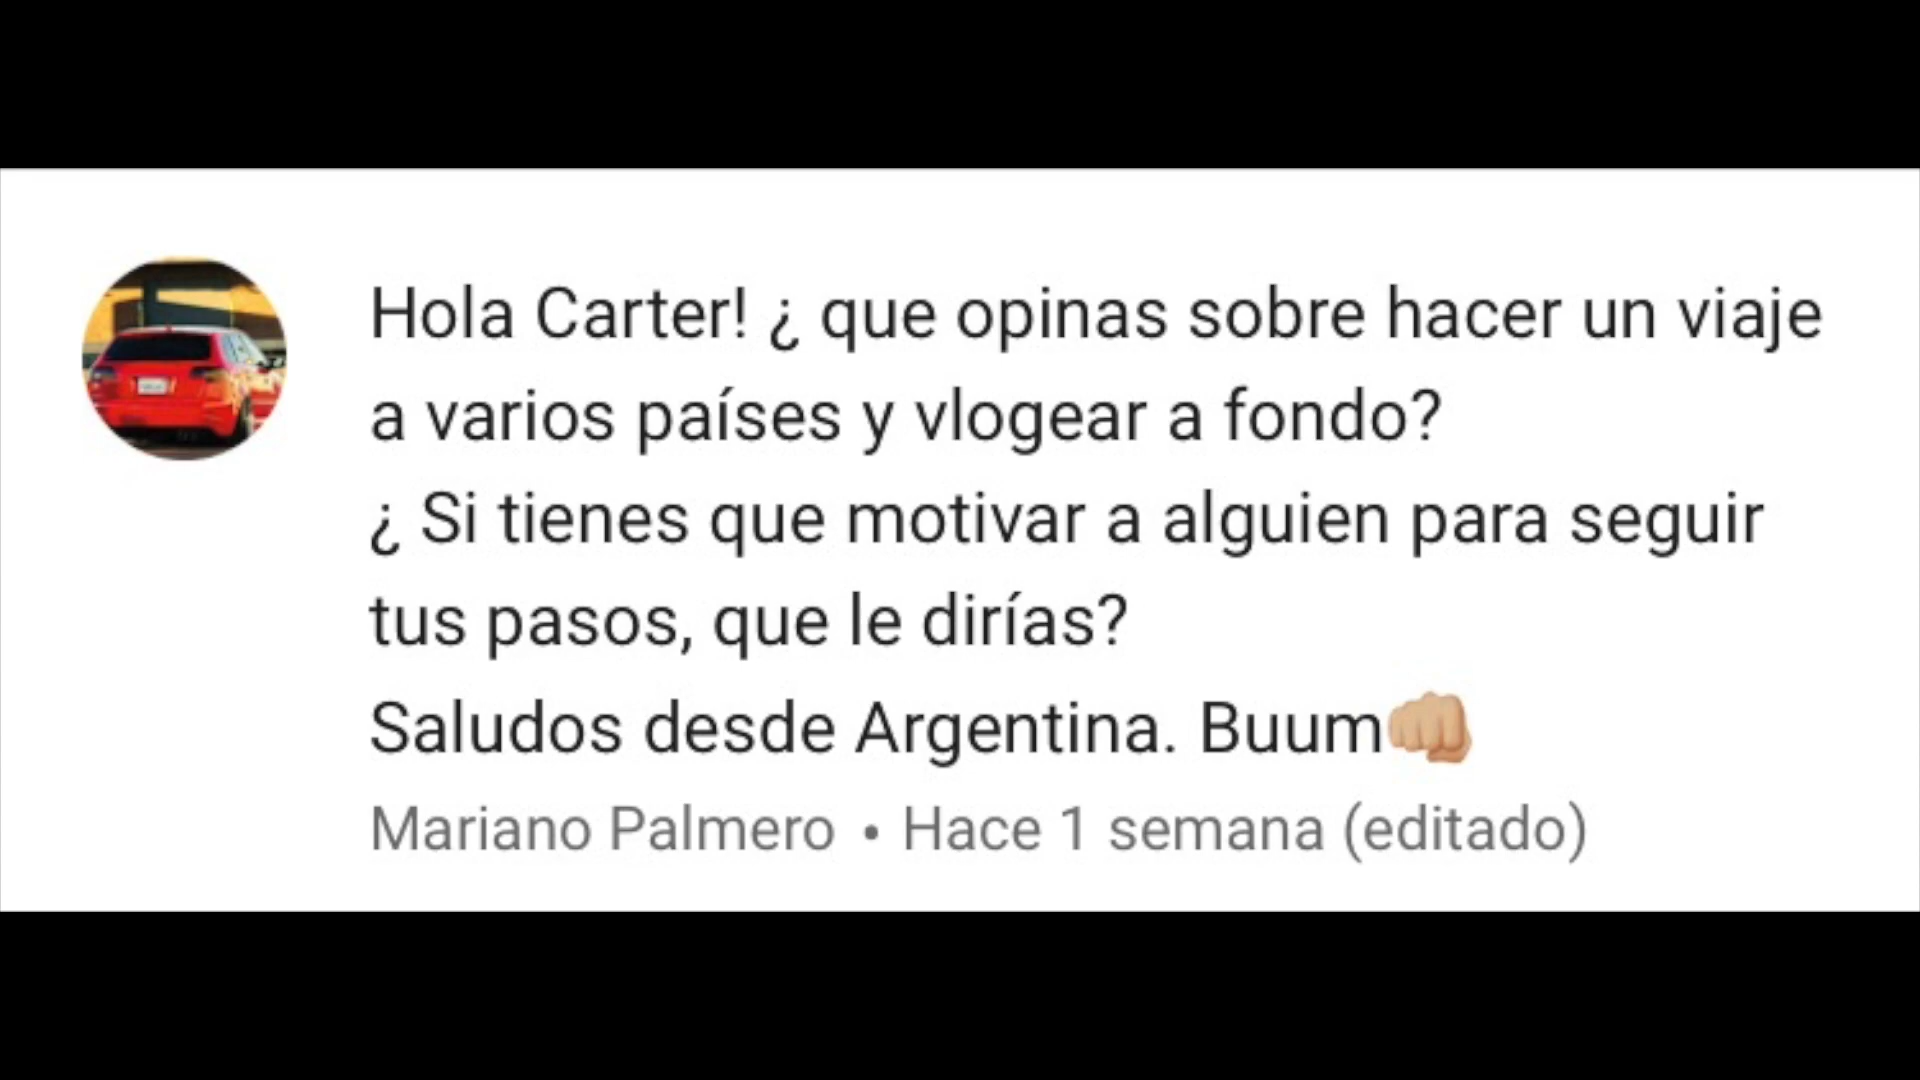 Hola Carter! ¿ que opinas sobre hacer un viaje
a varios países y vlogear a fondo?
¿ Si tienes que motivar a alguien para seguir
tus pasos, que le dirías?
Saludos desde Argentina. Buum👊🏼
Mariano Palmero • Hace 1 semana (editado)